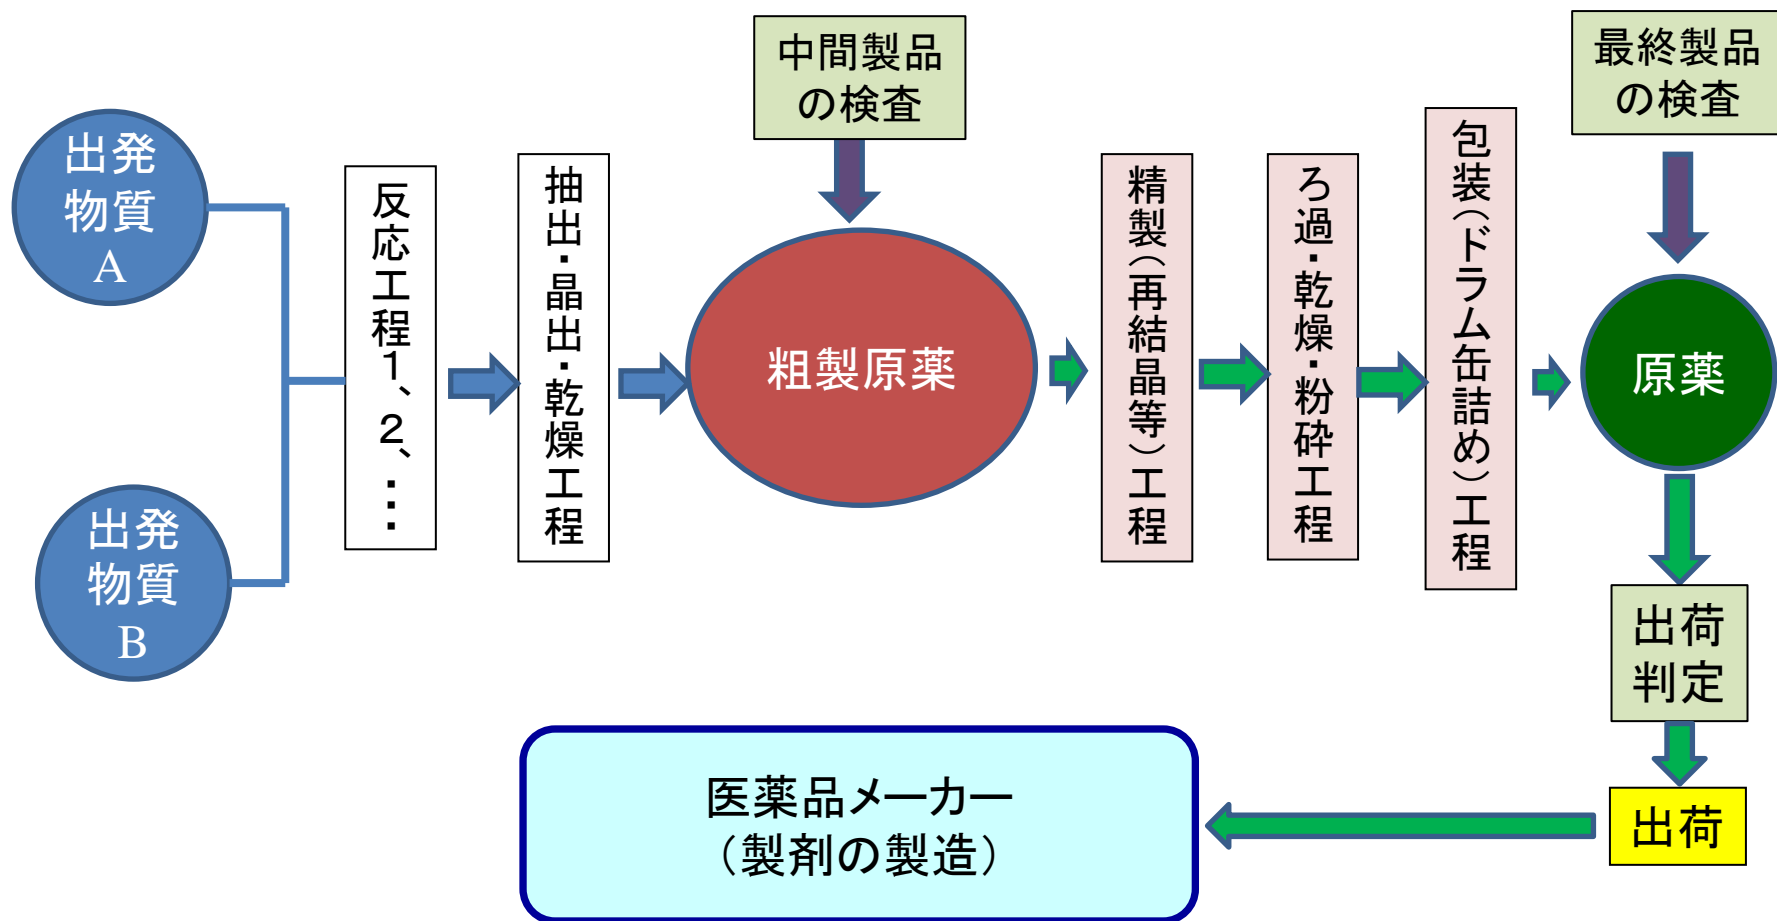 出発
物質
A
出発
物質
B
反応工程１、２、・・・
抽出・晶出・乾燥工程
中間製品
の検査
粗製原薬
精製（再結晶等）工程
ろ過・乾燥・粉砕工程
包装（ドラム缶詰め）工程
最終製品
の検査
原薬
出荷
判定
出荷
医薬品メーカー
（製剤の製造）